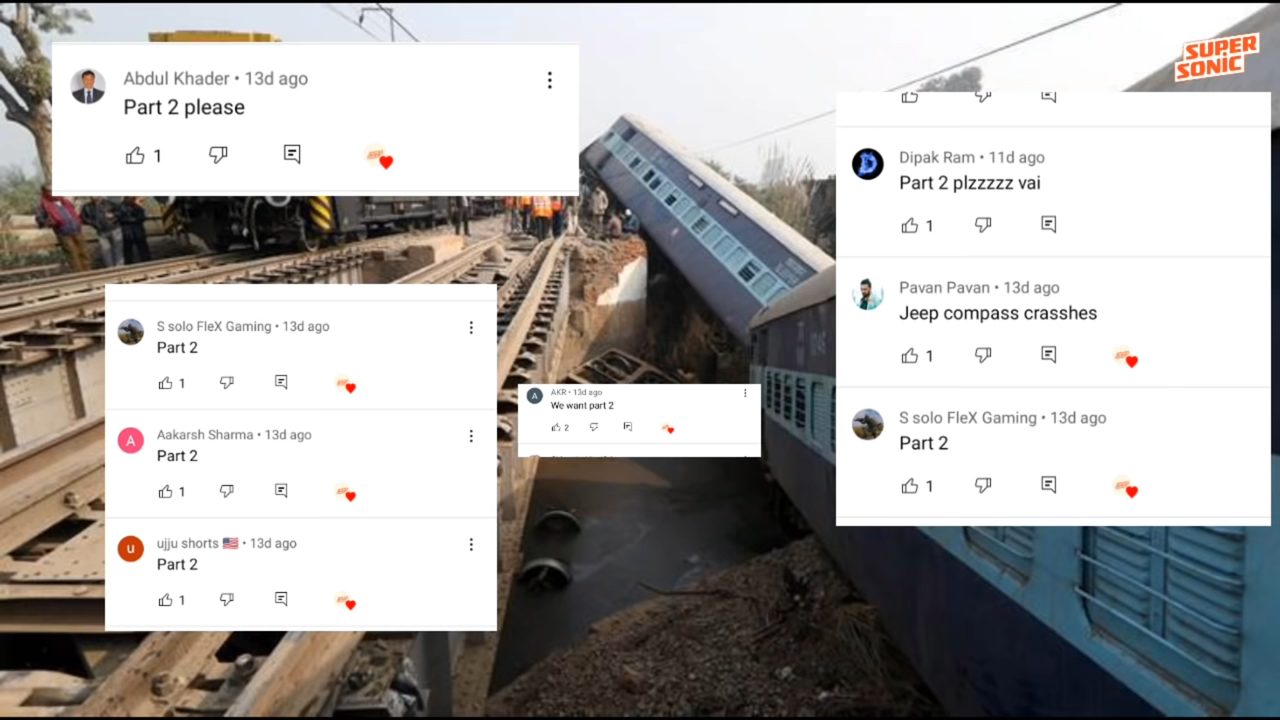 SUPER
SONIC
Abdul Khader • 13d ago
Part 2 please
1
S solo FleX Gaming • 13d ago
Part 2
1
A
Aakarsh Sharma • 13d ago
Part 2
1
u
ujju shorts 🇺🇸 • 13d ago
Part 2
1
A
AKR • 13d ago
We want part 2
2
Dipak Ram • 11d ago
Part 2 plzzzzz vai
1
Pavan Pavan • 13d ago
Jeep compass crasshes
1
S solo FleX Gaming • 13d ago
Part 2
1